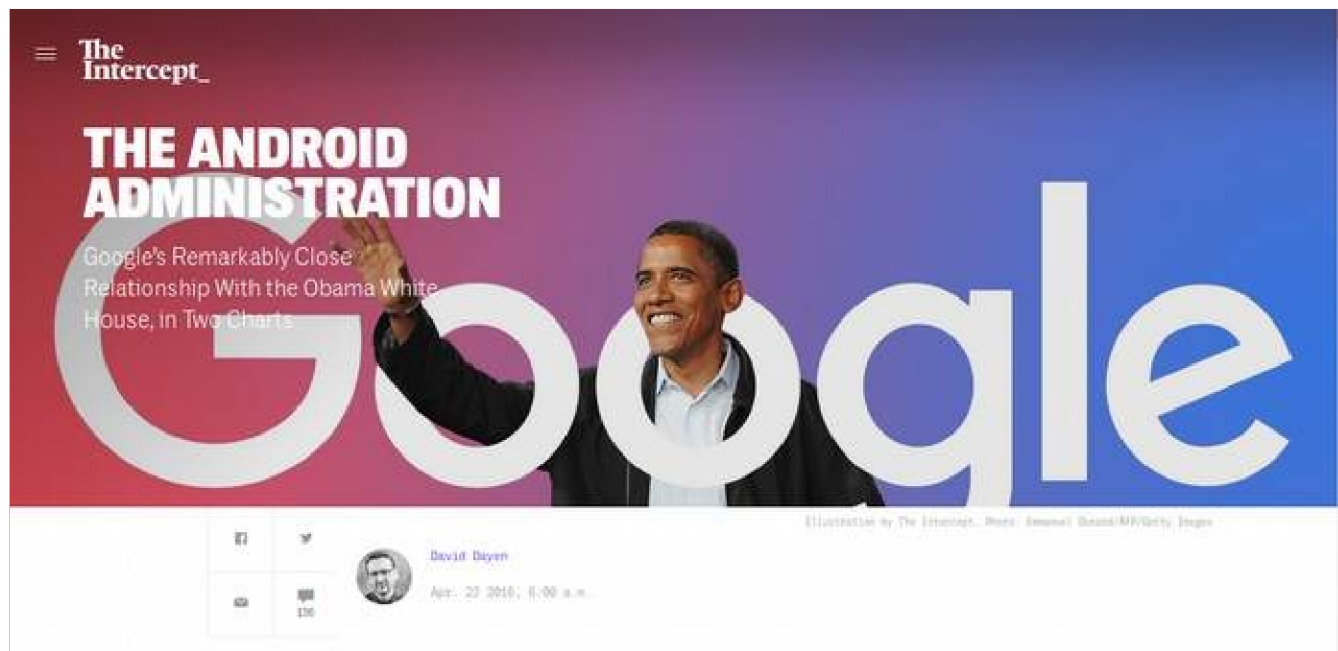 The
Intercept_
THE ANDROID
ADMINISTRATION
Google's Remarkably Close
Relationship With the Obama White
House, in Two Charts
Google
Illustration by The Intercept. Photo: Emmanuel Dunand/AFP/Getty Images
David Dayen
Apr. 22 2016, 6:00 a.m.